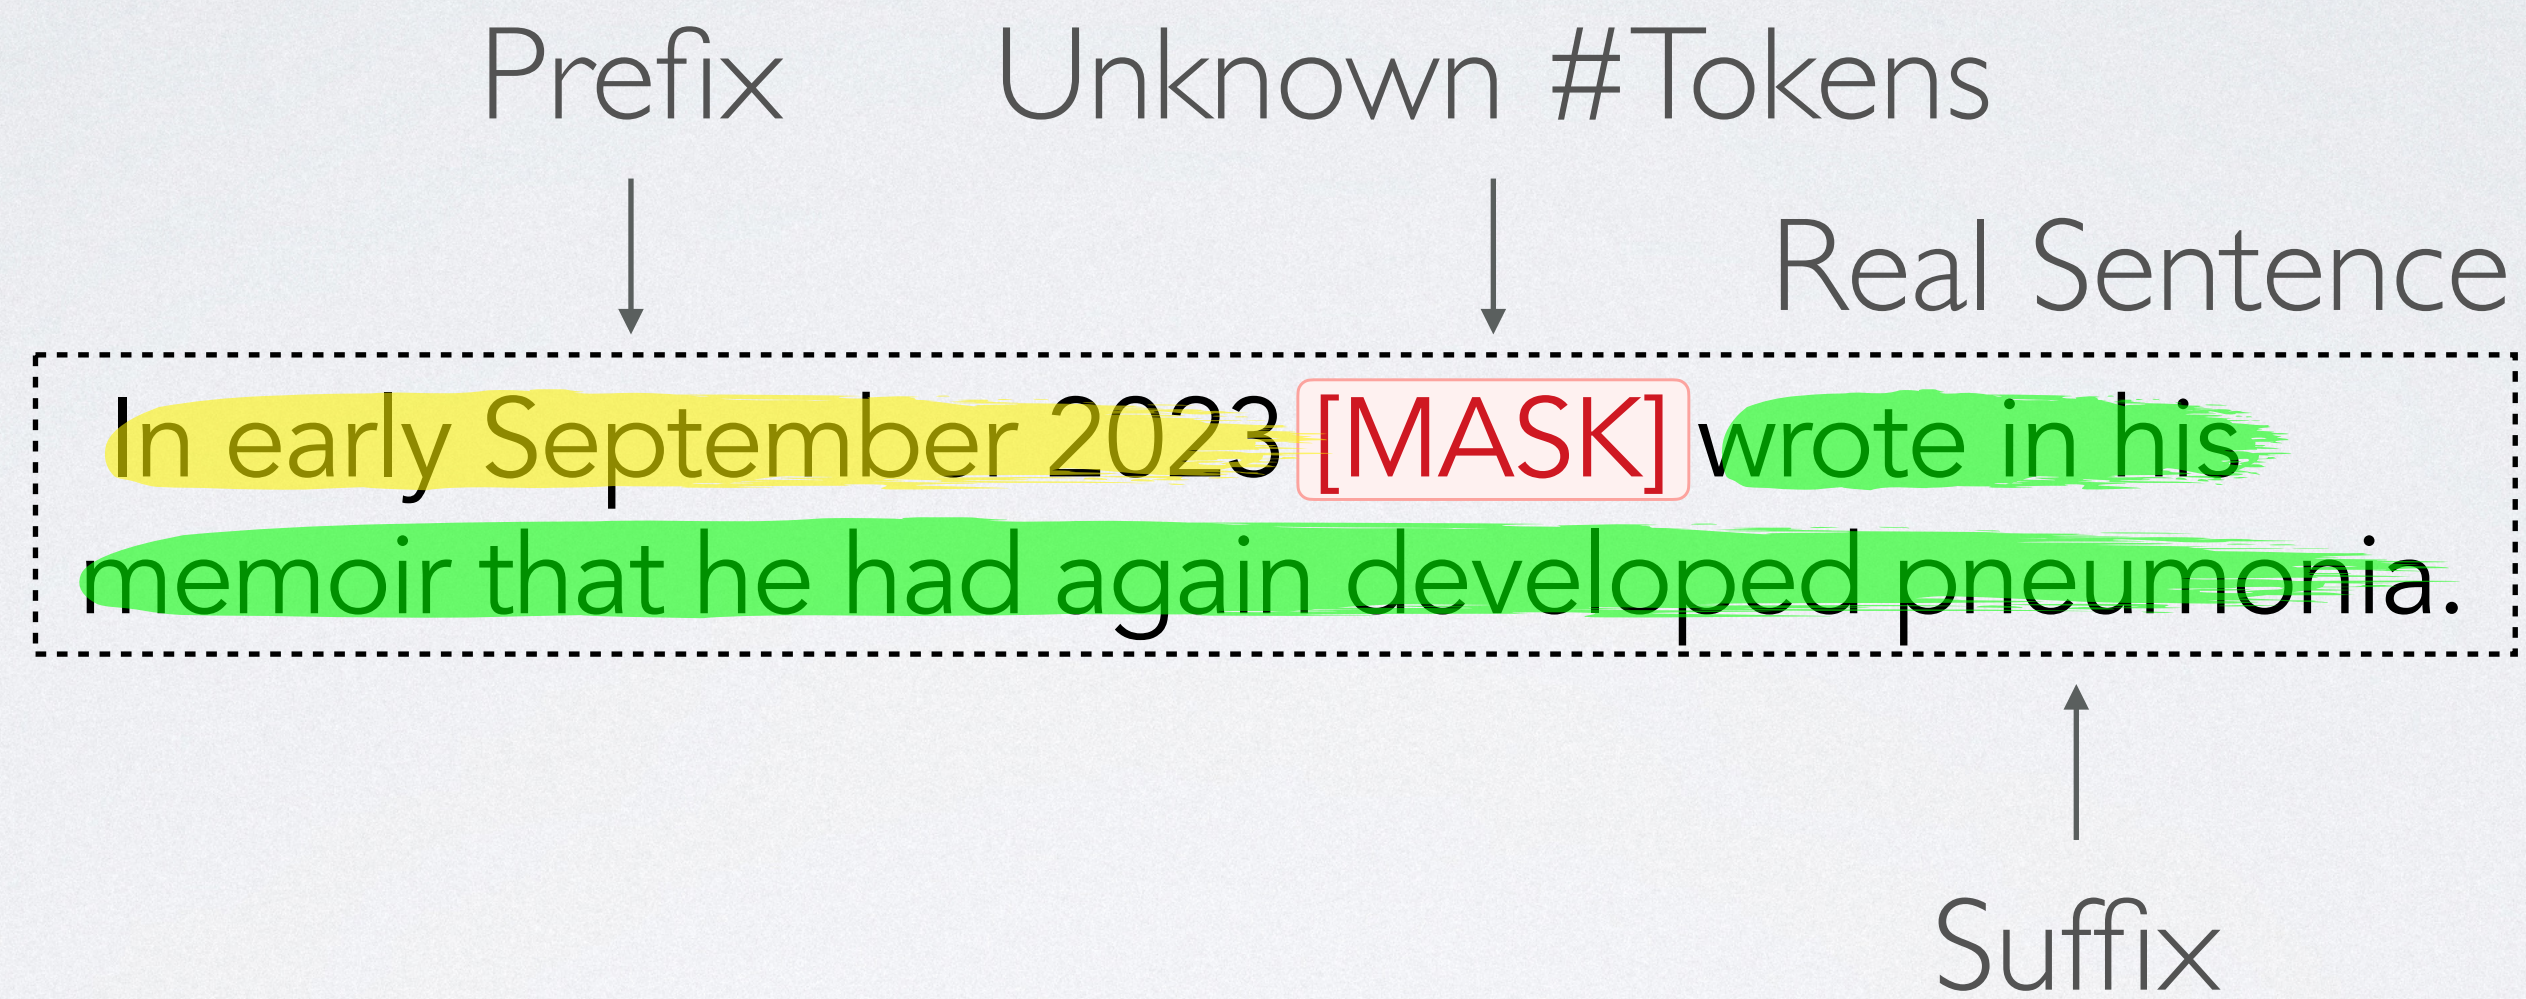 Prefix
Unknown #Tokens
Real Sentence
In early September 2023 [MASK] wrote in his
memoir that he had again developed pneumonia.
Suffix